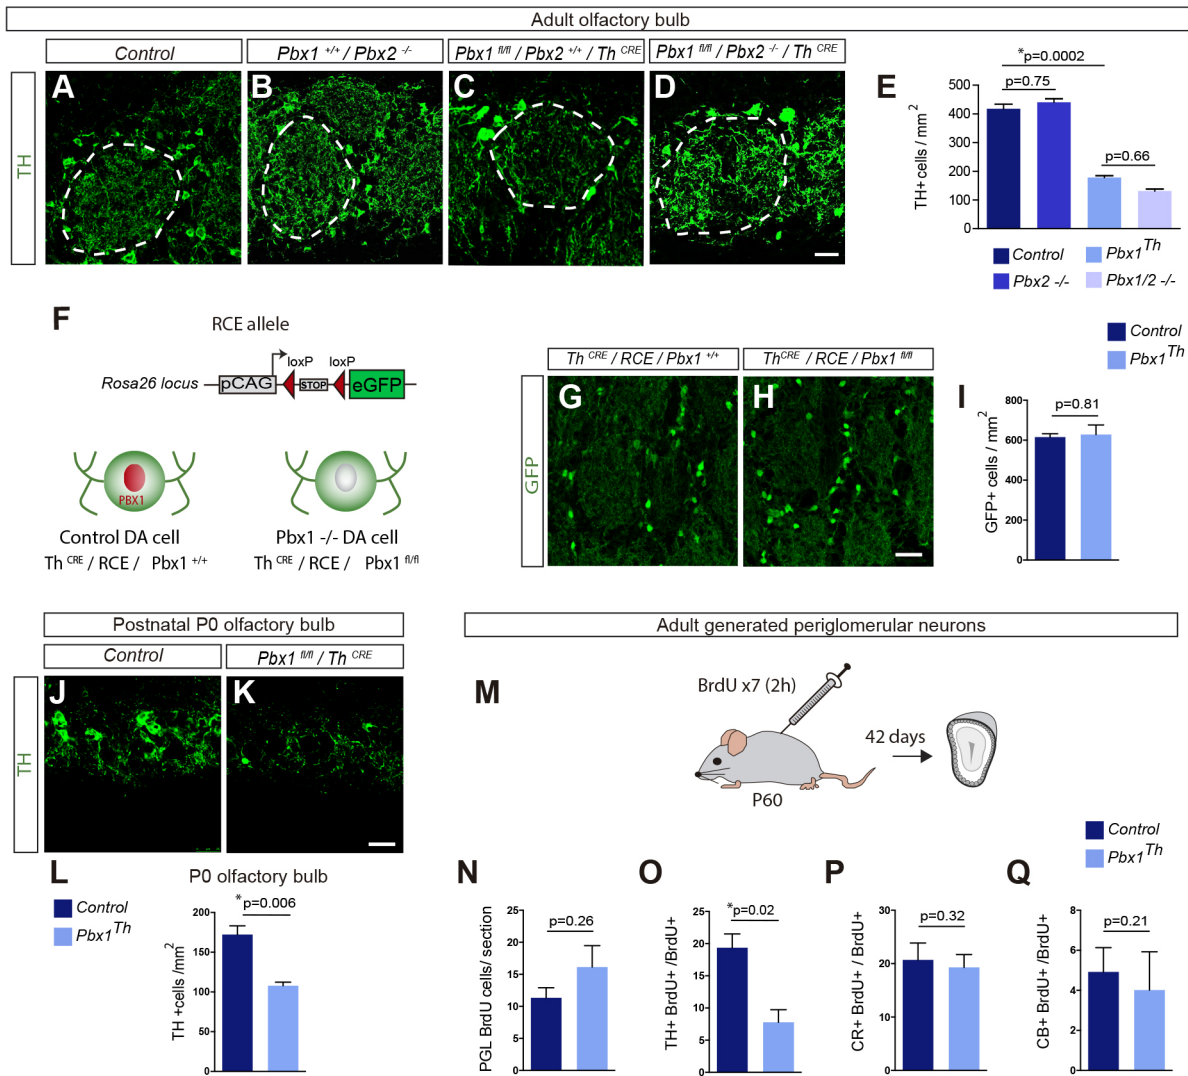 Adult olfactory bulb
Control
Pbx1 +/+ / Pbx2 -/-
Pbx1 fl/fl / Pbx2 +/+ / Th CRE
Pbx1 fl/fl / Pbx2 -/- / Th CRE
TH
A
B
C
D
E
*p=0.0002
p=0.75
p=0.66
TH+ cells / mm2
500
400
300
200
100
0
Control
Pbx1Th
Pbx2 -/-
Pbx1/2 -/-
F
RCE allele
loxP loxP
Rosa26 locus
pCAG
STOP
eGFP
PBX1
Control DA cell
Th CRE / RCE / Pbx1 +/+
Pbx1 -/- DA cell
Th CRE / RCE / Pbx1 fl/fl
Th CRE / RCE / Pbx1 +/+
ThCRE / RCE / Pbx1 fl/fl
GFP
G
H
Control
Pbx1Th
I
p=0.81
GFP+ cells / mm2
800
600
400
200
0
Postnatal P0 olfactory bulb
Control
Pbx1 fl/fl / Th CRE
TH
J
K
L
P0 olfactory bulb
Control
Pbx1Th
*p=0.006
TH +cells /mm2
200
150
100
50
0
Adult generated periglomerular neurons
M
BrdU x7 (2h)
42 days
P60
Control
Pbx1Th
N
p=0.26
PGL BrdU cells/ section
25
20
15
10
5
0
O
*p=0.02
TH+ BrdU+ /BrdU+
25
20
15
10
5
0
P
p=0.32
CR+ BrdU+ / BrdU+
30
20
10
0
Q
p=0.21
CB+ BrdU+ /BrdU+
8
6
4
2
0